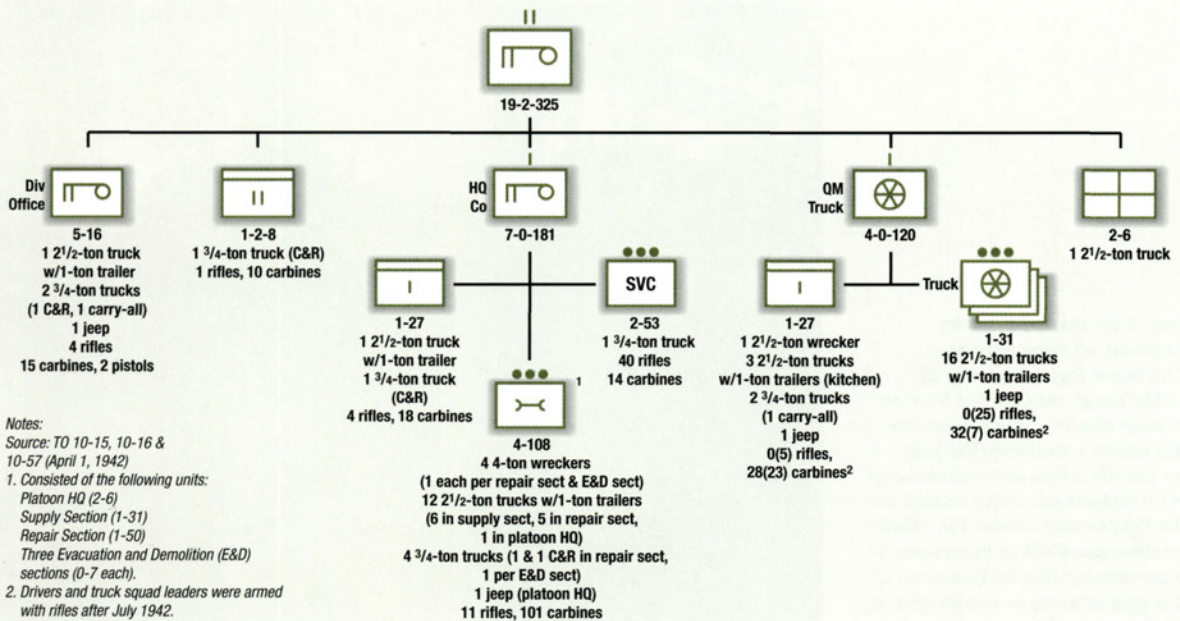 19-2-325
Div
Office
5-16
1 2 1/2-ton truck
w/1-ton trailer
2 3/4-ton trucks
(1 C&R, 1 carry-all)
1 jeep
4 rifles
15 carbines, 2 pistols
1-2-8
1 3/4-ton truck (C&R)
1 rifles, 10 carbines
HQ
Co
7-0-181
1-27
1 2 1/2-ton truck
w/1-ton trailer
1 3/4-ton truck
(C&R)
4 rifles, 18 carbines
SVC
2-53
1 3/4-ton truck
40 rifles
14 carbines
1
4-108
4 4-ton wreckers
(1 each per repair sect & E&D sect)
12 2 1/2-ton trucks w/1-ton trailers
(6 in supply sect, 5 in repair sect,
1 in platoon HQ)
4 3/4-ton trucks (1 & 1 C&R in repair sect,
1 per E&D sect)
1 jeep (platoon HQ)
11 rifles, 101 carbines
QM
Truck
4-0-120
1-27
1 2 1/2-ton wrecker
3 2 1/2-ton trucks
w/1-ton trailers (kitchen)
2 3/4-ton trucks
(1 carry-all)
1 jeep
0(5) rifles,
28(23) carbines2
Truck
1-31
16 2 1/2-ton trucks
w/1-ton trailers
1 jeep
0(25) rifles,
32(7) carbines2
2-6
1 2 1/2-ton truck
Notes:
Source: TO 10-15, 10-16 &
10-57 (April 1, 1942)
1. Consisted of the following units:
Platoon HQ (2-6)
Supply Section (1-31)
Repair Section (1-50)
Three Evacuation and Demolition (E&D)
sections (0-7 each).
2. Drivers and truck squad leaders were armed
with rifles after July 1942.